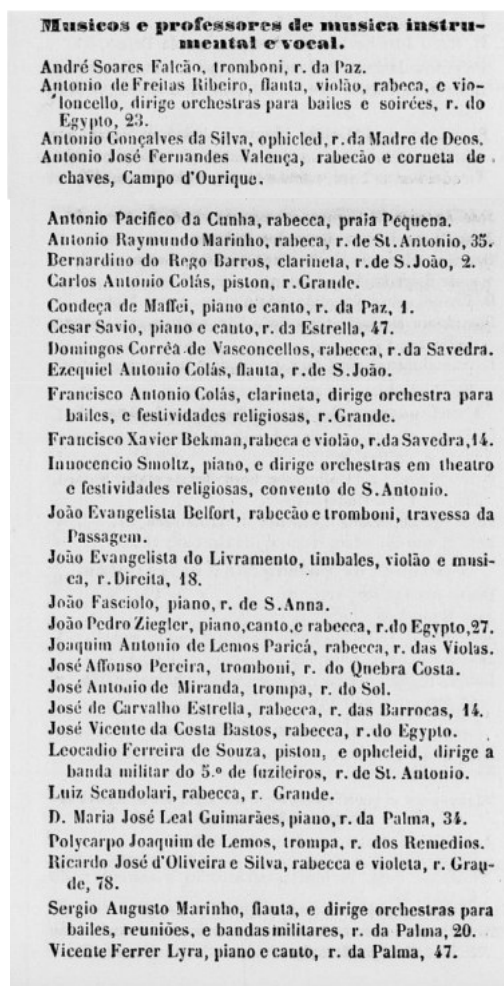 Musicos e professores de musica instru-
mental e vocal.
André Soares Falcão, tromboni, r. da Paz.
Antonio de Freitas Ribeiro, flauta, violão, rabeca, e vio-
loncello, dirige orchestras para bailes e soirées, r. do
Egypto, 23.
Antonio Gonçalves da Silva, ophicled, r. da Madre de Deos.
Antonio José Fernandes Valença, rabecão e corneta de
chaves, Campo d'Ourique.
Antonio Pacifico da Cunha, rabecca, praia Pequena.
Antonio Raymundo Marinho, rabeca, r. de St. Antonio, 35.
Bernardino do Rego Barros, clarineta, r. de S. João, 2.
Carlos Antonio Colás, piston, r. Grande.
Condeça de Maffei, piano e canto, r. da Paz, 1.
Cesar Savio, piano e canto, r. da Estrella, 47.
Domingos Corrêa de Vasconcellos, rabecca, r. da Savedra.
Ezequiel Antonio Colás, flauta, r. de S. João.
Francisco Antonio Colás, clarineta, dirige orchestra para
bailes, e festividades religiosas, r. Grande.
Francisco Xavier Bekman, rabeca e violão, r. da Savedra, 14.
Innocencio Smoltz, piano, e dirige orchestras em theatro
e festividades religiosas, convento de S. Antonio.
João Evangelista Belfort, rabecão e tromboni, travessa da
Passagem.
João Evangelista do Livramento, timbales, violão e musi-
ca, r. Direita, 18.
João Fasciolo, piano, r. de S. Anna.
João Pedro Ziegler, piano, canto, e rabecca, r. do Egypto, 27.
Joaquim Antonio de Lemos Paricá, rabecca, r. das Violas.
José Affonso Pereira, tromboni, r. do Quebra Costa.
José Antonio de Miranda, trompa, r. do Sol.
José de Carvalho Estrella, rabecca, r. das Barrocas, 14.
José Vicente da Costa Bastos, rabecca, r. do Egypto.
Leocadio Ferreira de Souza, piston, e ophcleid, dirige a
banda militar do 5.º de fuzileiros, r. de St. Antonio.
Luiz Scandolari, rabecca, r. Grande.
D. Maria José Leal Guimarães, piano, r. da Palma, 34.
Polycarpo Joaquim de Lemos, trompa, r. dos Remedios.
Ricardo José d'Oliveira e Silva, rabecca e violeta, r. Gran-
de, 78.
Sergio Augusto Marinho, flauta, e dirige orchestras para
bailes, reuniões, e bandas militares, r. da Palma, 20.
Vicente Ferrer Lyra, piano e canto, r. da Palma, 47.